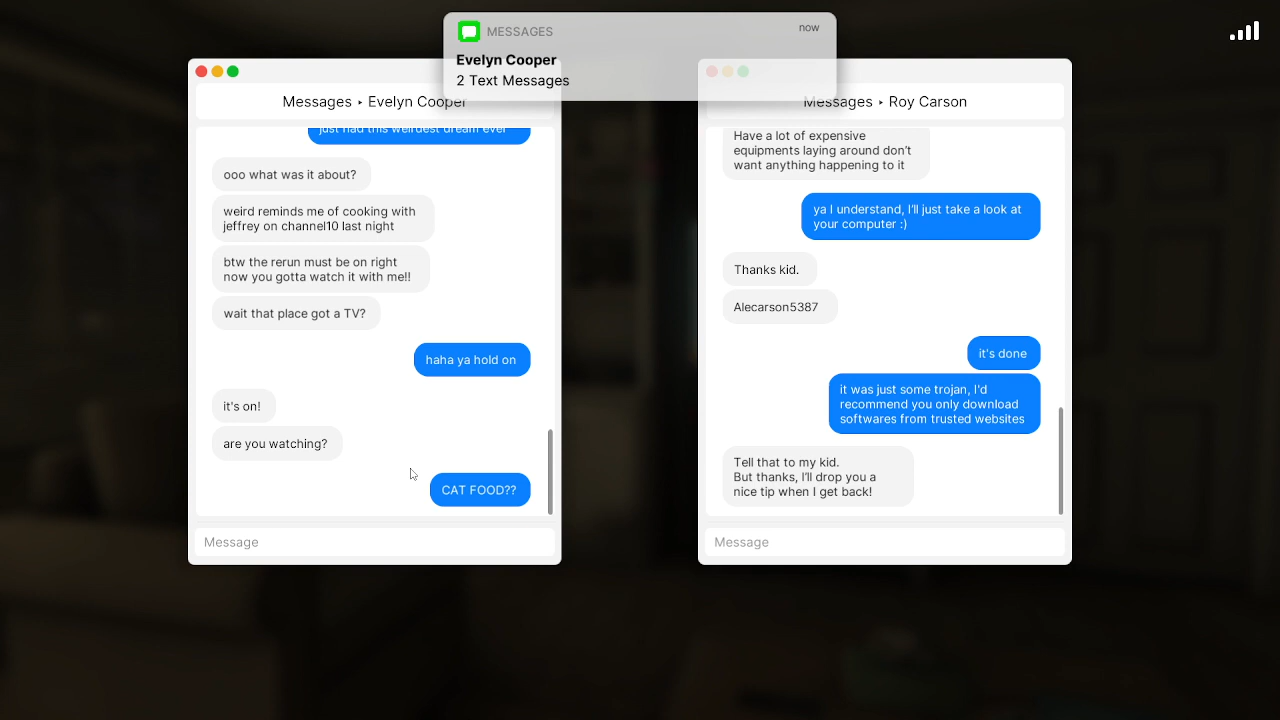 MESSAGES
now
Evelyn Cooper
2 Text Messages
Messages ‣ Evelyn Cooper
just had this weirdest dream ever
ooo what was it about?
weird reminds me of cooking with
jeffrey on channel10 last night
btw the rerun must be on right
now you gotta watch it with me!!
wait that place got a TV?
haha ya hold on
it's on!
are you watching?
CAT FOOD??
Message
Messages ‣ Roy Carson
Have a lot of expensive
equipments laying around don't
want anything happening to it
ya I understand, I'll just take a look at
your computer :)
Thanks kid.
Alecarson5387
it's done
it was just some trojan, I'd
recommend you only download
softwares from trusted websites
Tell that to my kid.
But thanks, I'll drop you a
nice tip when I get back!
Message